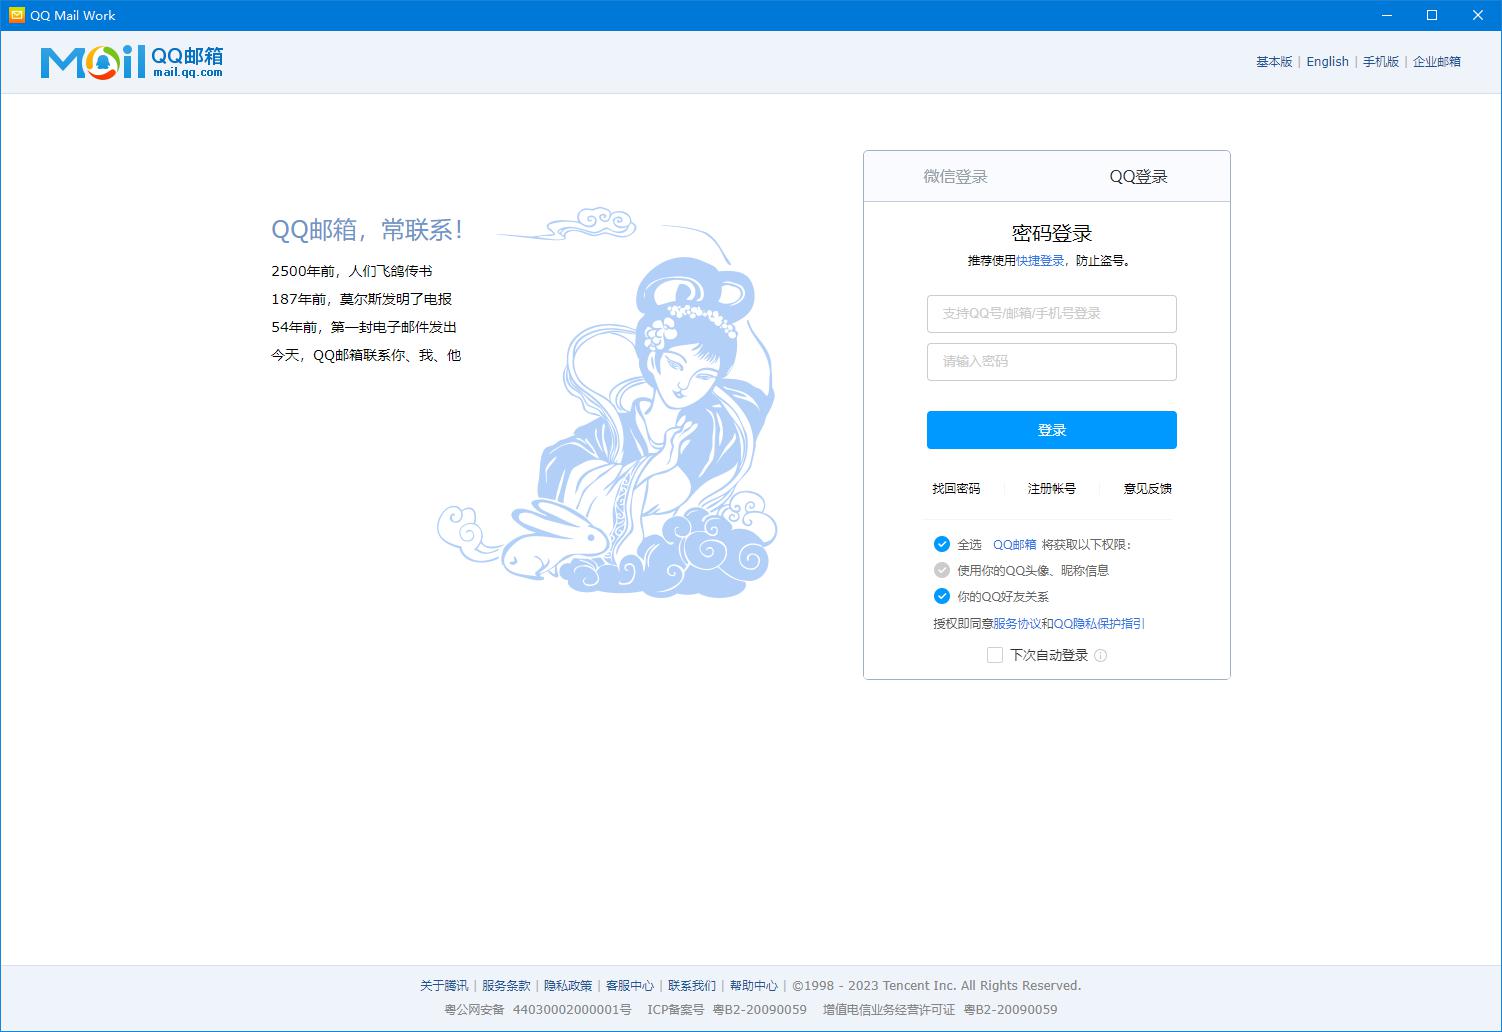 QQ Mail Work
Mail QQ邮箱
mail.qq.com
基本版 | English | 手机版 | 企业邮箱
微信登录 QQ登录
QQ邮箱，常联系！
2500年前，人们飞鸽传书
187年前，莫尔斯发明了电报
54年前，第一封电子邮件发出
今天，QQ邮箱联系你、我、他
密码登录
推荐使用快捷登录，防止盗号。
支持QQ号/邮箱/手机号登录
请输入密码
登录
找回密码 注册帐号 意见反馈
全选 QQ邮箱 将获取以下权限：
使用你的QQ头像、昵称信息
你的QQ好友关系
授权即同意服务协议和QQ隐私保护指引
下次自动登录
关于腾讯 | 服务条款 | 隐私政策 | 客服中心 | 联系我们 | 帮助中心 | ©1998 - 2023 Tencent Inc. All Rights Reserved.
粤公网安备 44030002000001号 ICP备案号 粤B2-20090059 增值电信业务经营许可证 粤B2-20090059